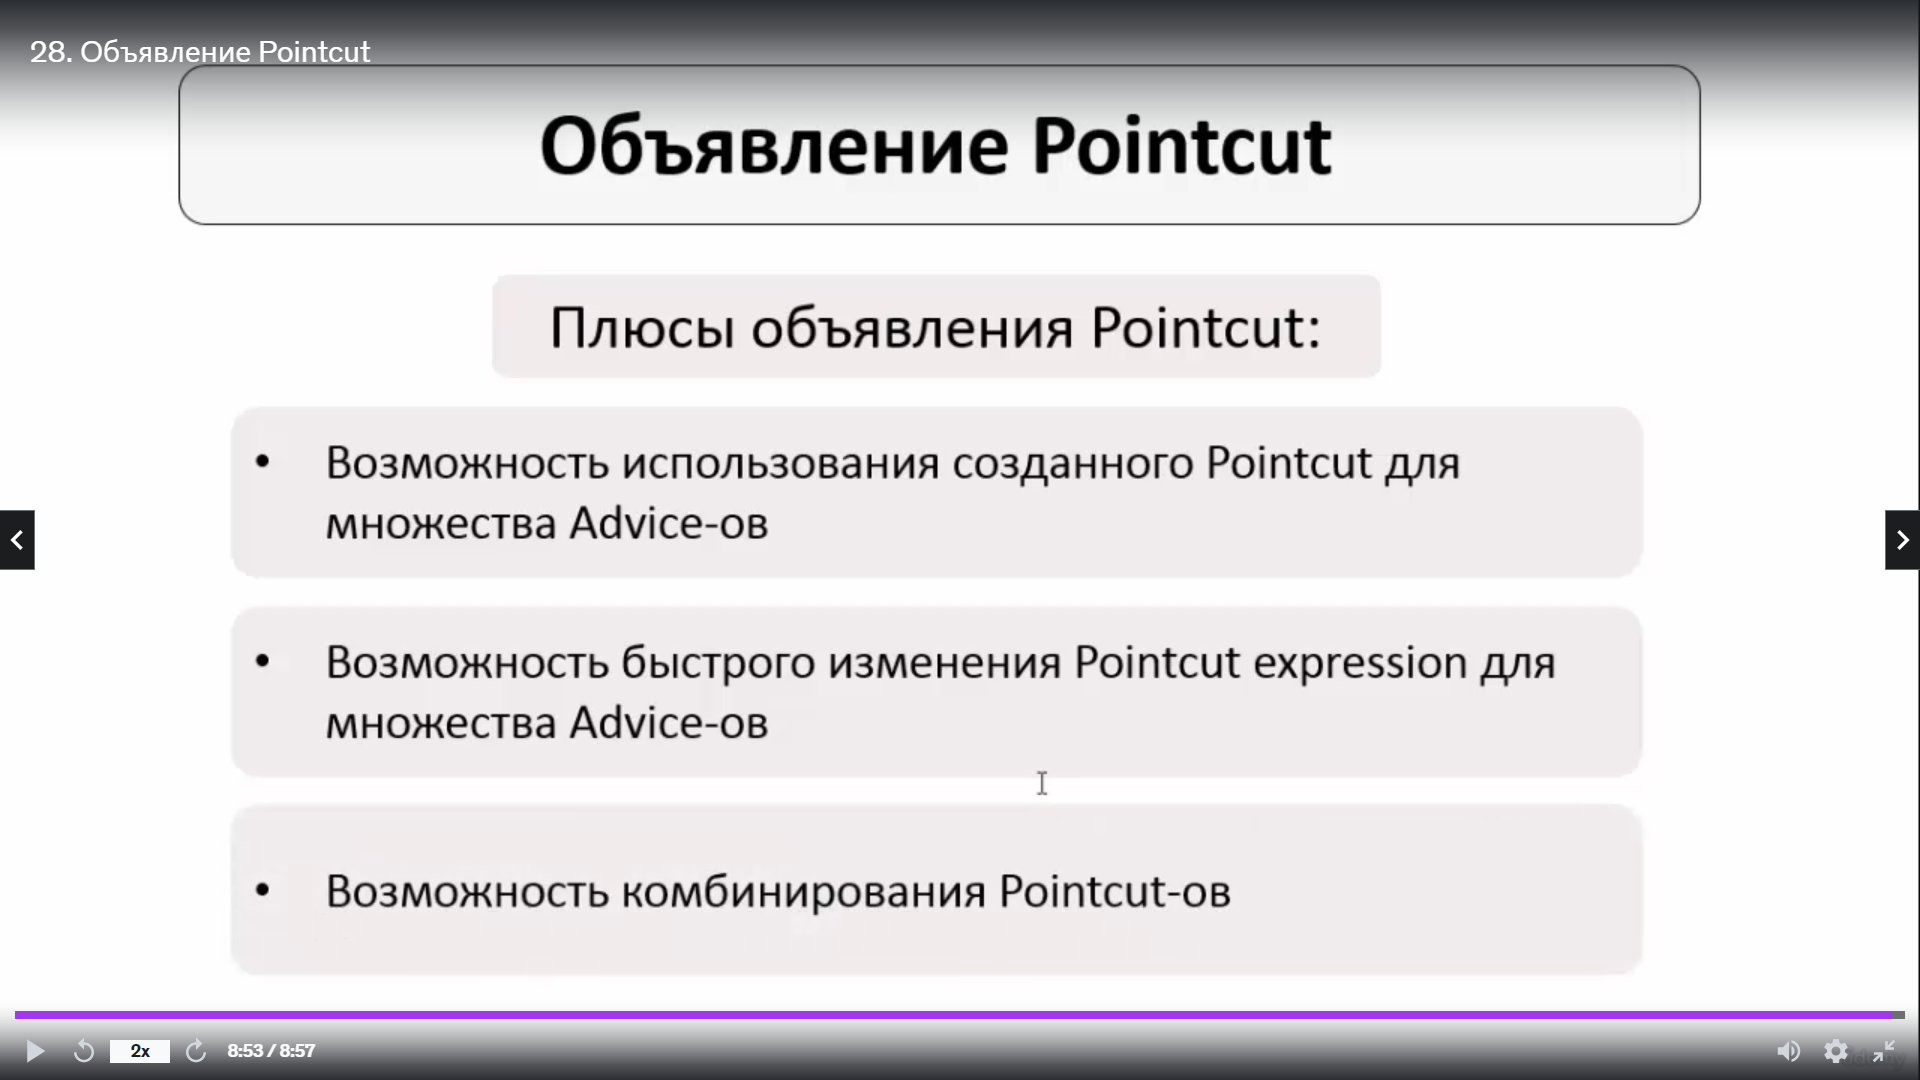 28. Объявление Pointcut
Объявление Pointcut
Плюсы объявления Pointcut:
• Возможность использования созданного Pointcut для
множества Advice-ов
• Возможность быстрого изменения Pointcut expression для
множества Advice-ов
• Возможность комбинирования Pointcut-ов
2x
8:53 / 8:57